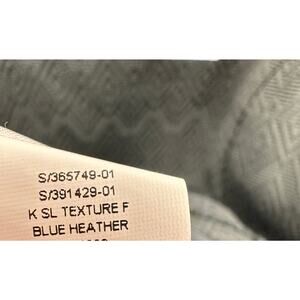 S/365749-01
S/391429-01
K SL TEXTURE F
BLUE HEATHER